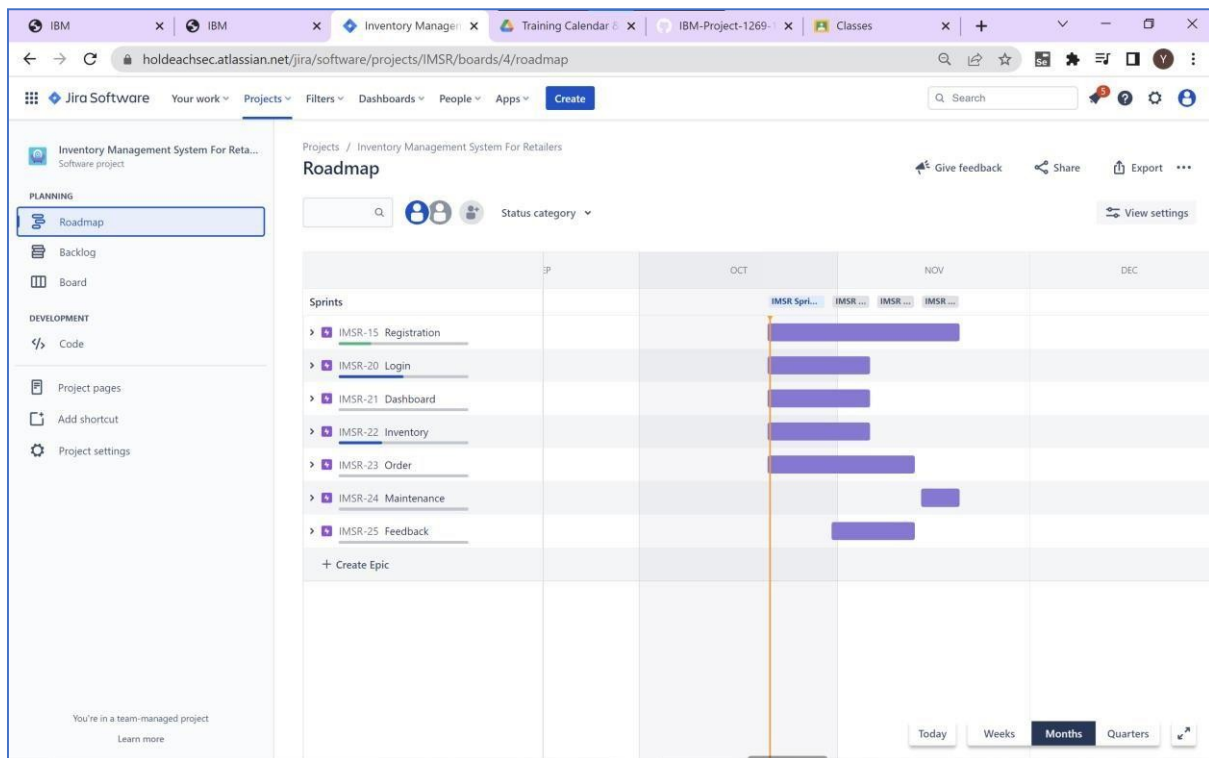 IBM IBM Inventory Manager Training Calendar & IBM-Project-1269-1 Classes
holdeachsec.atlassian.net/jira/software/projects/IMSR/boards/4/roadmap Se Y
Jira Software Your work Projects Filters Dashboards People Apps Create Search 5
Inventory Management System For Reta...
Software project
Projects / Inventory Management System For Retailers
Roadmap
Give feedback Share Export
PLANNING
Roadmap
Backlog
Board
DEVELOPMENT
Code
Project pages
Add shortcut
Project settings
Status category
View settings
OCT NOV DEC
Sprints IMSR Spri... IMSR ... IMSR ... IMSR ...
IMSR-15 Registration
IMSR-20 Login
IMSR-21 Dashboard
IMSR-22 Inventory
IMSR-23 Order
IMSR-24 Maintenance
IMSR-25 Feedback
+ Create Epic
You're in a team-managed project
Learn more
Today Weeks Months Quarters